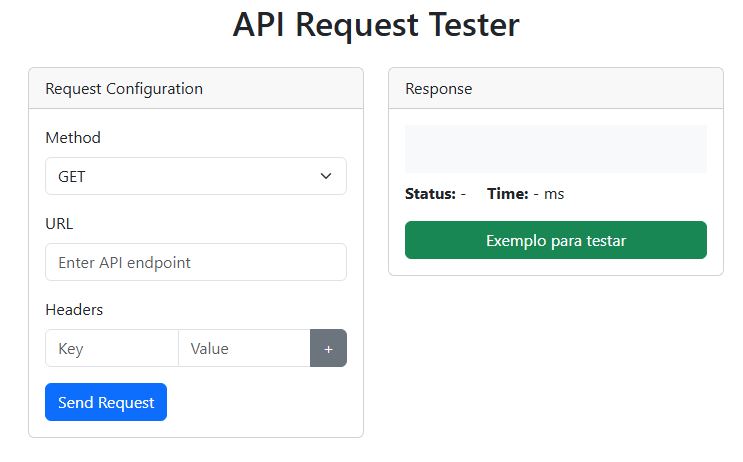 API Request Tester
Request Configuration
Method
GET
URL
Enter API endpoint
Headers
Key Value +
Send Request
Response
Status: - Time: - ms
Exemplo para testar